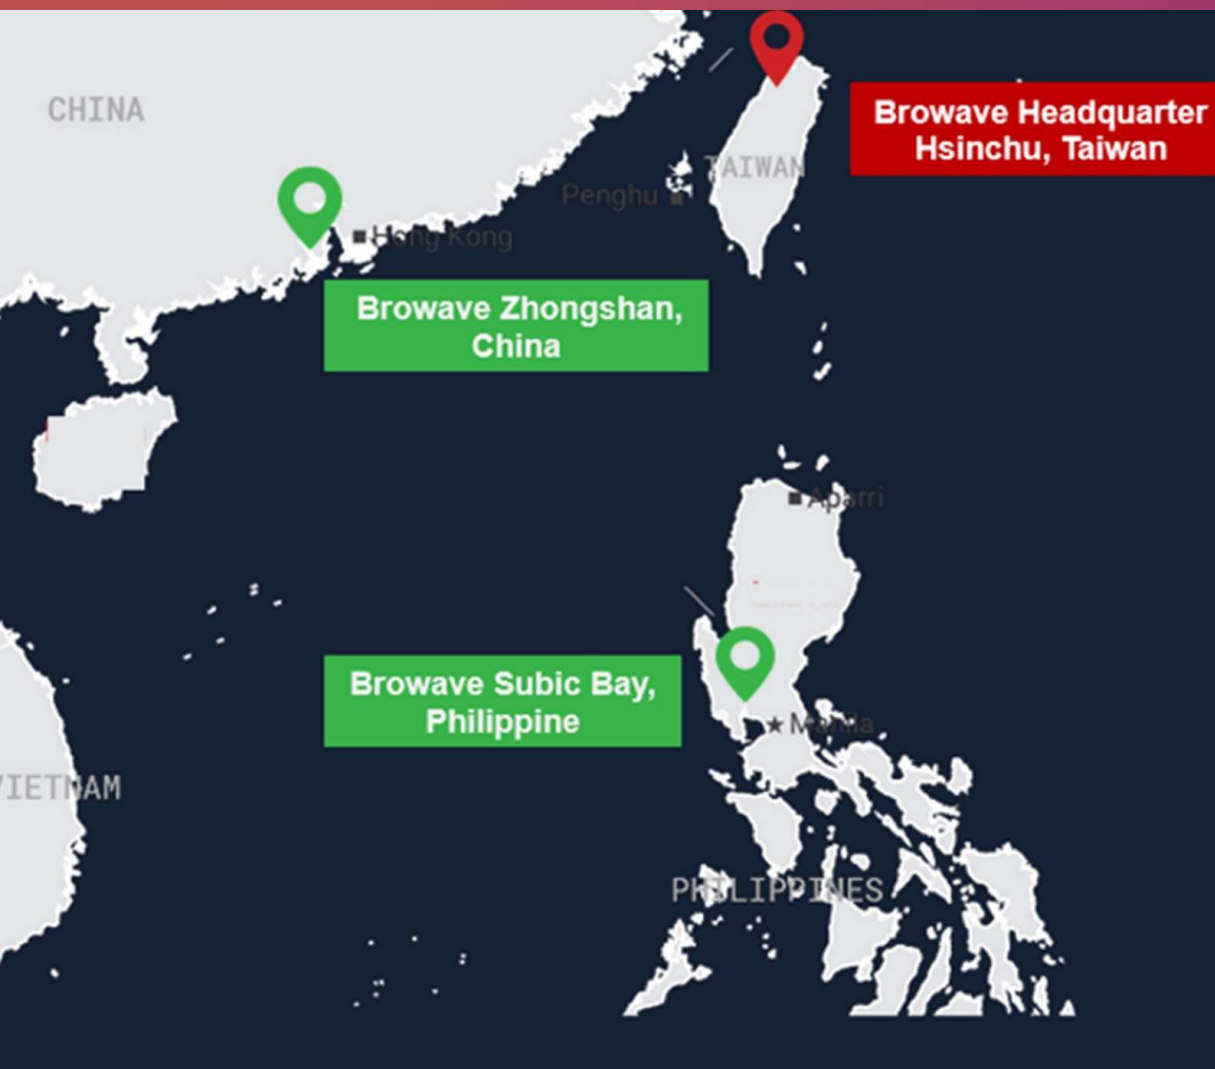 CHINA
Browave Headquarter
Hsinchu, Taiwan
TAIWAN
Penghu
Hong Kong
Browave Zhongshan,
China
Aparri
Browave Subic Bay,
Philippine
Manila
VIETNAM
PHILIPPINES